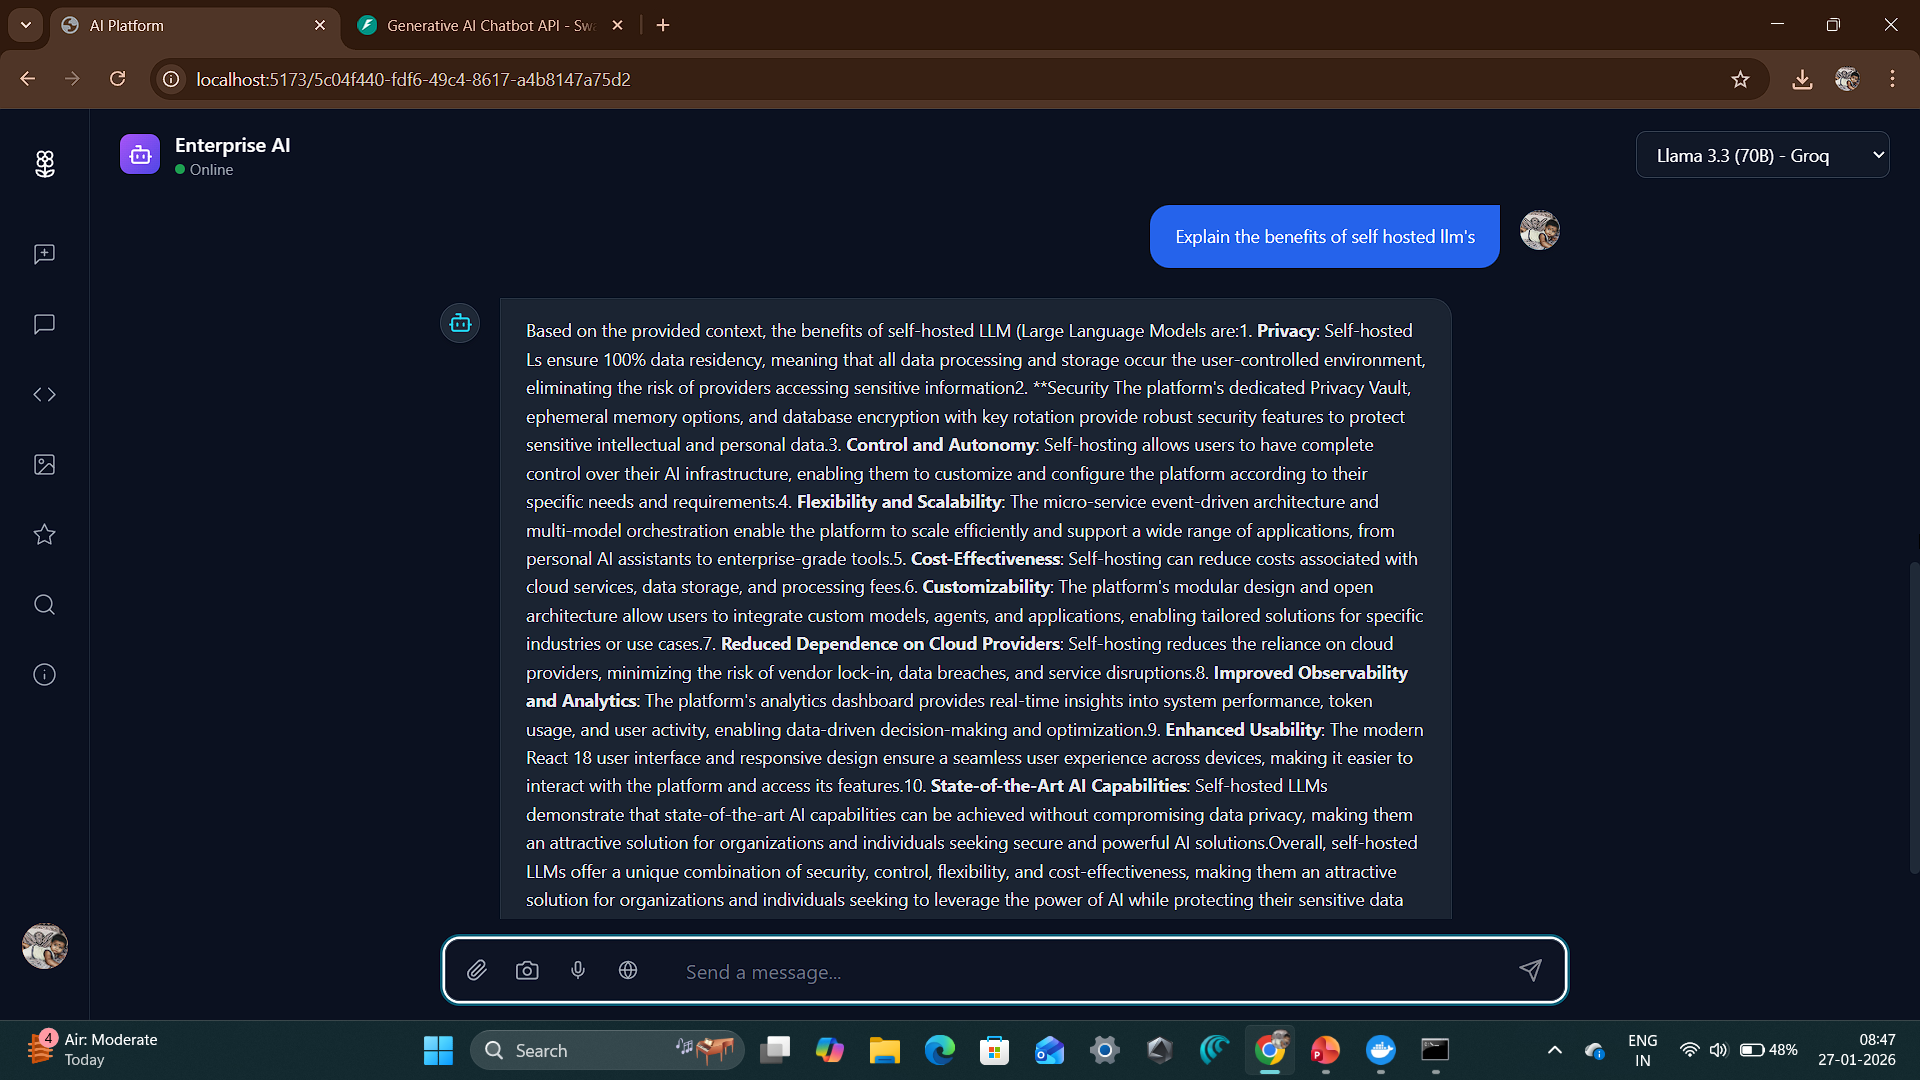 AI Platform
Generative AI Chatbot API - Swa
localhost:5173/5c04f440-fdf6-49c4-8617-a4b8147a75d2
Enterprise AI
Online
Llama 3.3 (70B) - Groq
Explain the benefits of self hosted llm's
Based on the provided context, the benefits of self-hosted LLM (Large Language Models are:1. Privacy: Self-hosted
Ls ensure 100% data residency, meaning that all data processing and storage occur the user-controlled environment,
eliminating the risk of providers accessing sensitive information2. **Security The platform's dedicated Privacy Vault,
ephemeral memory options, and database encryption with key rotation provide robust security features to protect
sensitive intellectual and personal data.3. Control and Autonomy: Self-hosting allows users to have complete
control over their AI infrastructure, enabling them to customize and configure the platform according to their
specific needs and requirements.4. Flexibility and Scalability: The micro-service event-driven architecture and
multi-model orchestration enable the platform to scale efficiently and support a wide range of applications, from
personal AI assistants to enterprise-grade tools.5. Cost-Effectiveness: Self-hosting can reduce costs associated with
cloud services, data storage, and processing fees.6. Customizability: The platform's modular design and open
architecture allow users to integrate custom models, agents, and applications, enabling tailored solutions for specific
industries or use cases.7. Reduced Dependence on Cloud Providers: Self-hosting reduces the reliance on cloud
providers, minimizing the risk of vendor lock-in, data breaches, and service disruptions.8. Improved Observability
and Analytics: The platform's analytics dashboard provides real-time insights into system performance, token
usage, and user activity, enabling data-driven decision-making and optimization.9. Enhanced Usability: The modern
React 18 user interface and responsive design ensure a seamless user experience across devices, making it easier to
interact with the platform and access its features.10. State-of-the-Art AI Capabilities: Self-hosted LLMs
demonstrate that state-of-the-art AI capabilities can be achieved without compromising data privacy, making them
an attractive solution for organizations and individuals seeking secure and powerful AI solutions.Overall, self-hosted
LLMs offer a unique combination of security, control, flexibility, and cost-effectiveness, making them an attractive
solution for organizations and individuals seeking to leverage the power of AI while protecting their sensitive data
Send a message...
4
Air: Moderate
Today
Search
ENG
IN
48%
08:47
27-01-2026